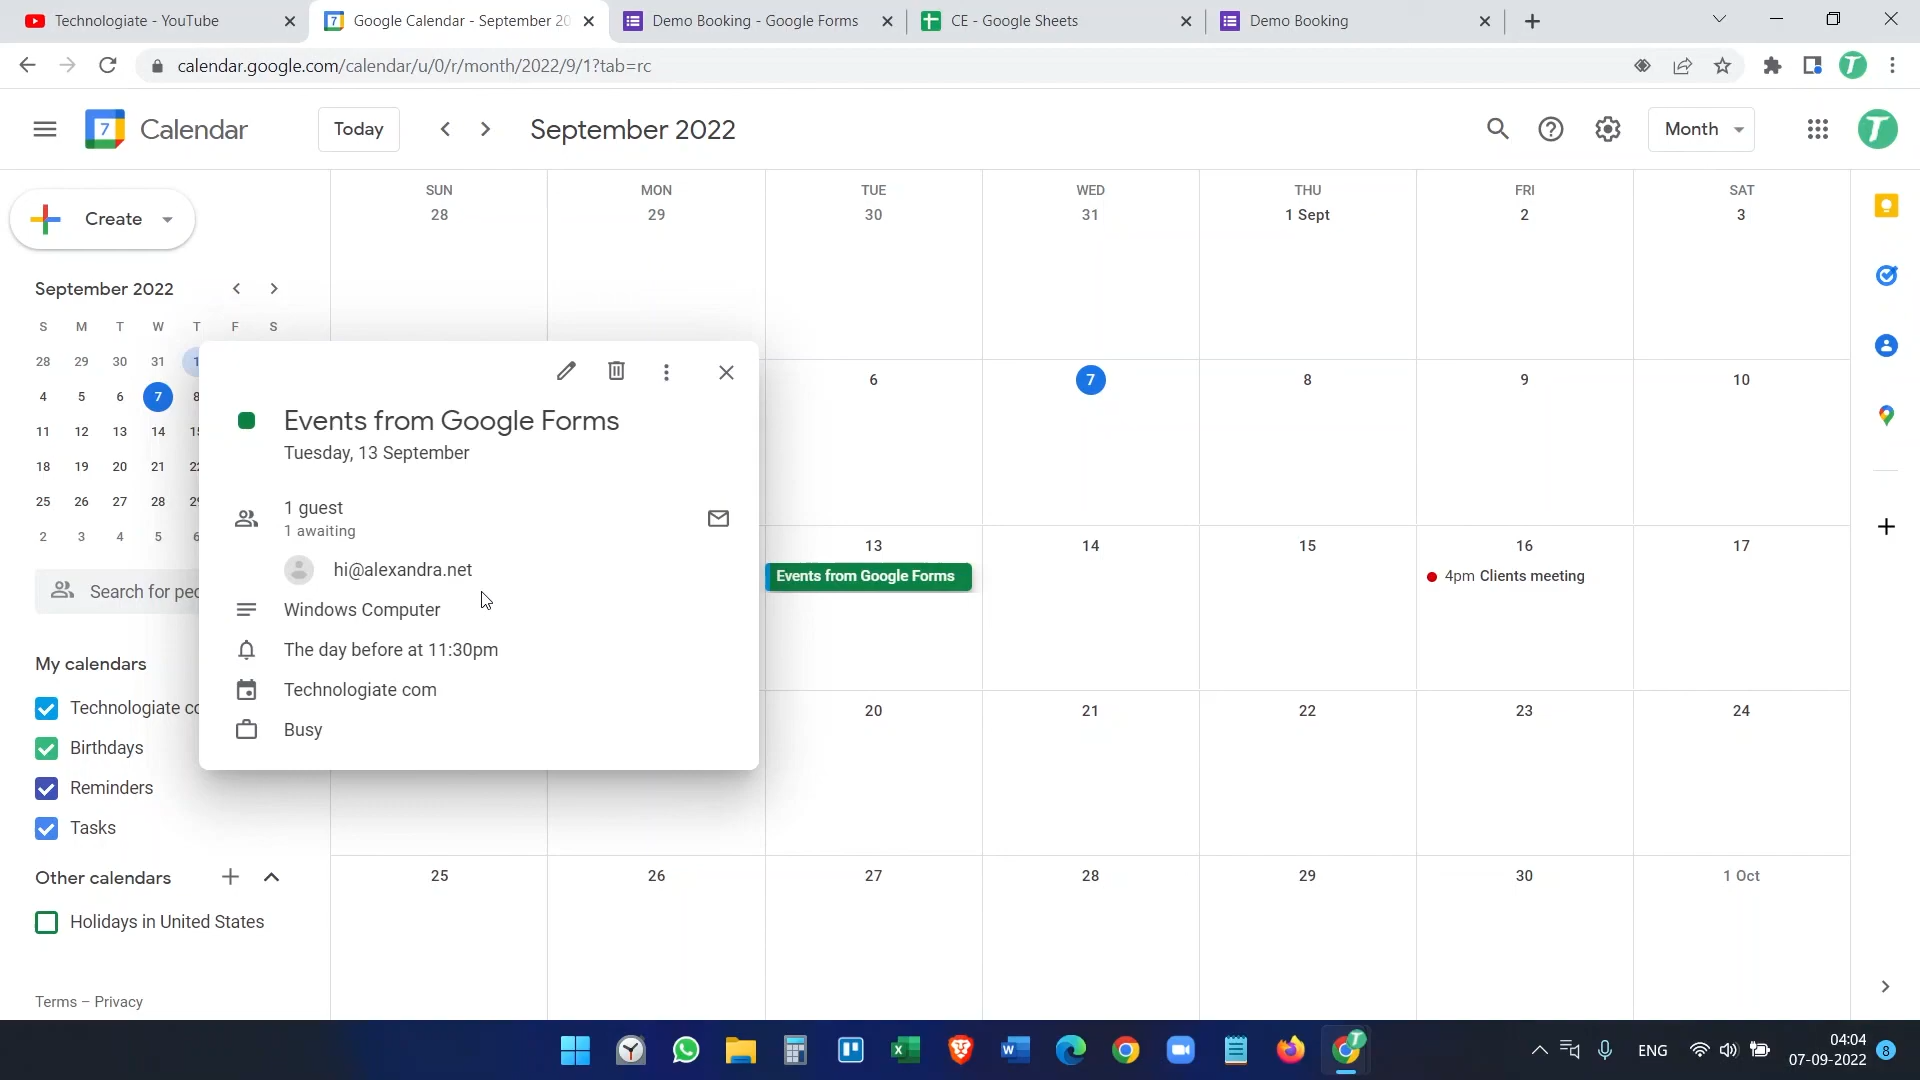 Technologiate - YouTube
Google Calendar - September 20
Demo Booking - Google Forms
CE - Google Sheets
Demo Booking
calendar.google.com/calendar/u/0/r/month/2022/9/1?tab=rc
7 Calendar
Today
September 2022
Month
Create
September 2022
S M T W T F S
28 29 30 31 1
4 5 6 7 8
11 12 13 14 15
18 19 20 21 22
25 26 27 28 29
2 3 4 5 6
Search for peo
My calendars
Technologiate co
Birthdays
Reminders
Tasks
Other calendars
Holidays in United States
Terms – Privacy
SUN MON TUE WED THU FRI SAT
28 29 30 31 1 Sept 2 3
6 7 8 9 10
13 14 15 16 17
Events from Google Forms
4pm Clients meeting
20 21 22 23 24
25 26 27 28 29 30 1 Oct
Events from Google Forms
Tuesday, 13 September
1 guest
1 awaiting
hi@alexandra.net
Windows Computer
The day before at 11:30pm
Technologiate com
Busy
ENG
04:04
07-09-2022
8